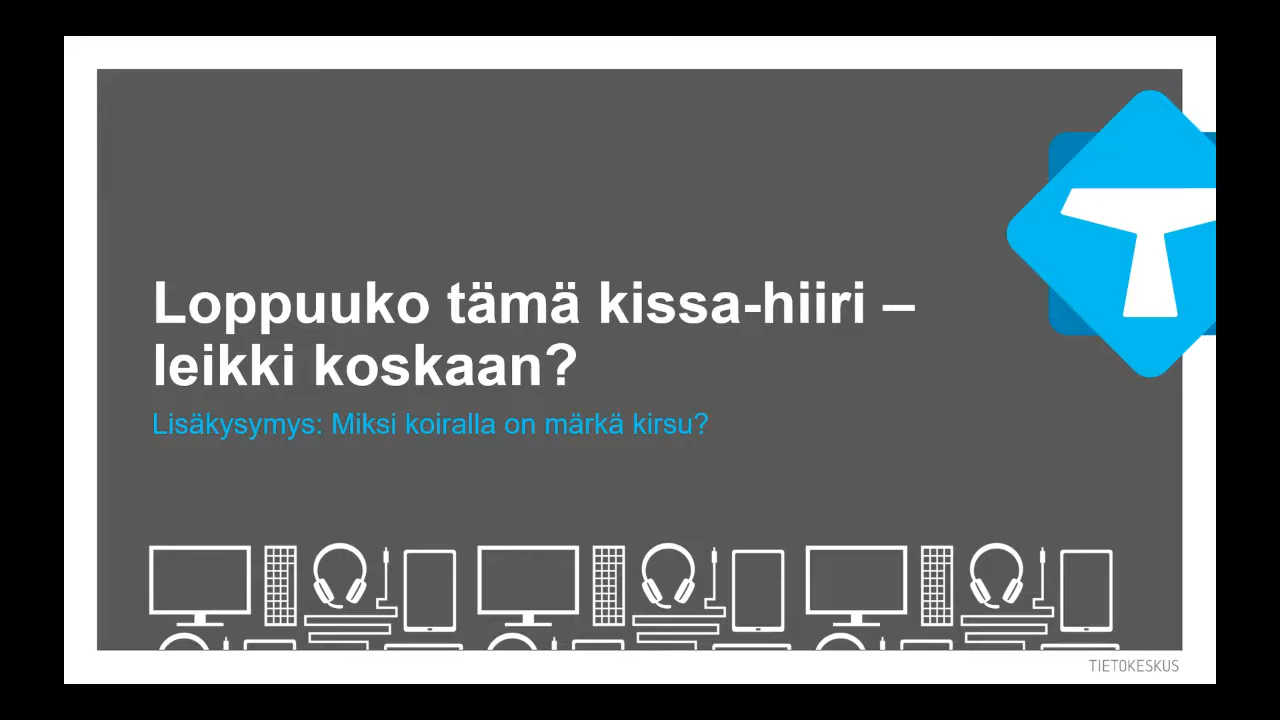 Loppuuko tämä kissa-hiiri –
leikki koskaan?
Lisäkysymys: Miksi koiralla on märkä kirsu?
TIETOKESKUS